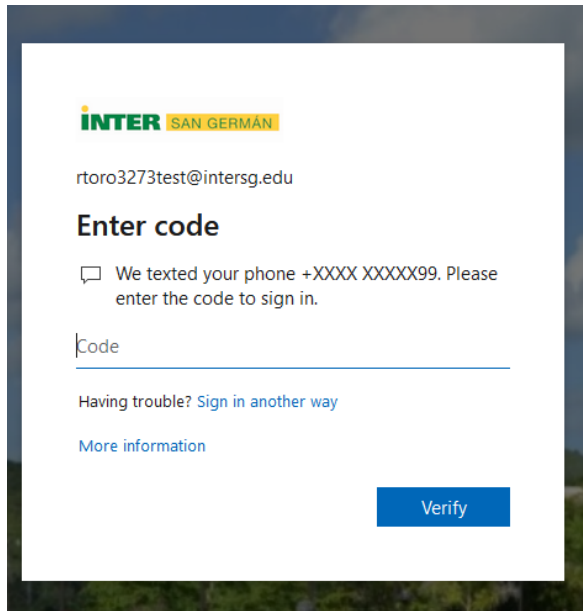 INTER SAN GERMÁN
rtoro3273test@intersg.edu
Enter code
We texted your phone +XXXX XXXXX99. Please
enter the code to sign in.
Code
Having trouble? Sign in another way
More information
Verify